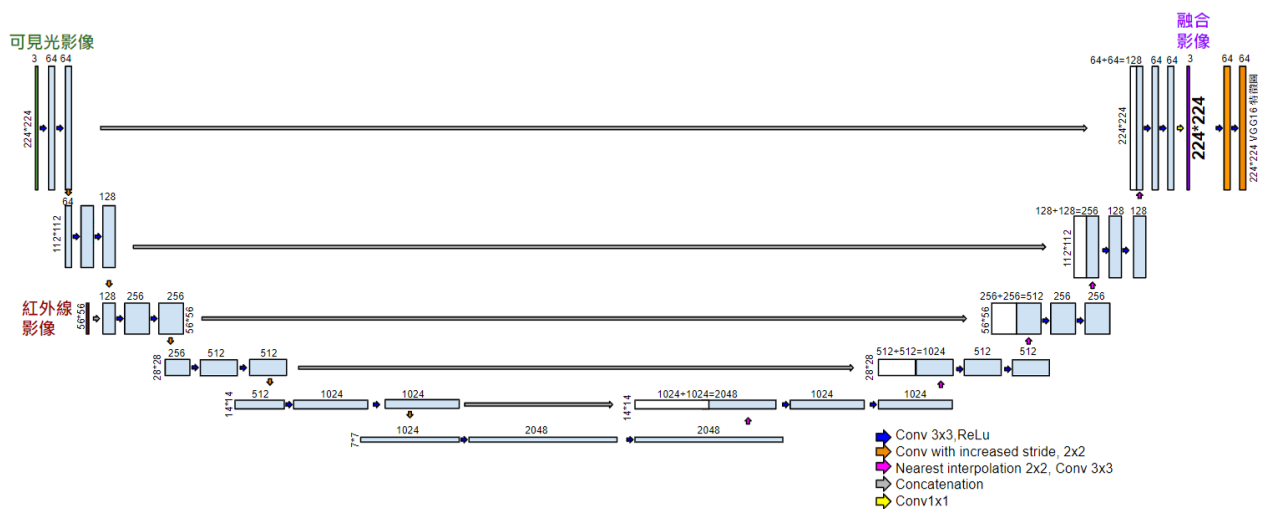 可見光影像
3 64 64
224*224
64
128
112*112
紅外線
影像
56*56
128 256 256
56*56
256 512 512
28*28
512 1024 1024
14*14
1024 2048 2048
7*7
1024+1024=2048 1024 1024
14*14
512+512=1024 512 512
28*28
256+256=512 256 256
56*56
128+128=256 128 128
112*112
融合
影像
64+64=128 64 64 3 64 64
224*224
224*224
224*224 VGG16 特徵圖
Conv 3x3,ReLu
Conv with increased stride, 2x2
Nearest interpolation 2x2, Conv 3x3
Concatenation
Conv1x1